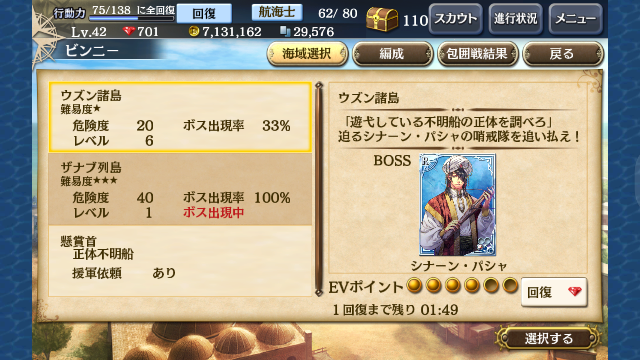 行動力 75/138 に全回復 回復 航海士 62/80 110 スカウト 進行状況 メニュー
Lv.42 701 7,131,162 29,576
ビンニー 海域選択 編成 包囲戦結果 戻る
ウズン諸島
難易度★
危険度 20 ボス出現率 33%
レベル 6
ザナブ列島
難易度★★★
危険度 40 ボス出現率 100%
レベル 1 ボス出現中
懸賞首
正体不明船
援軍依頼 あり
ウズン諸島
「遊弋している不明船の正体を調べろ」
迫るシナーン・パシャの哨戒隊を追い払え！
BOSS
R
シナーン・パシャ
EVポイント 回復
1回復まで残り 01:49
選択する